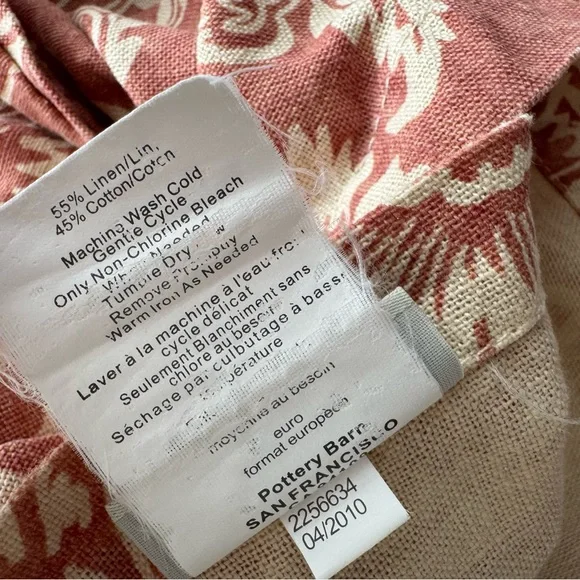 55% Linen/Lin,
45% Cotton/Coton
Machine Wash Cold
Gentle Cycle
Only Non-Chlorine Bleach
When Needed
Tumble Dry Low
Remove Promptly
Warm Iron As Needed
Laver à la machine à l'eau froi
cycle délicat
Seulement Blanchiment sans
chlore au besoin
Séchage par culbutage à basse
température
au besoin
euro
format européen
Pottery Barn
SAN FRANCISCO
2256634
04/2010